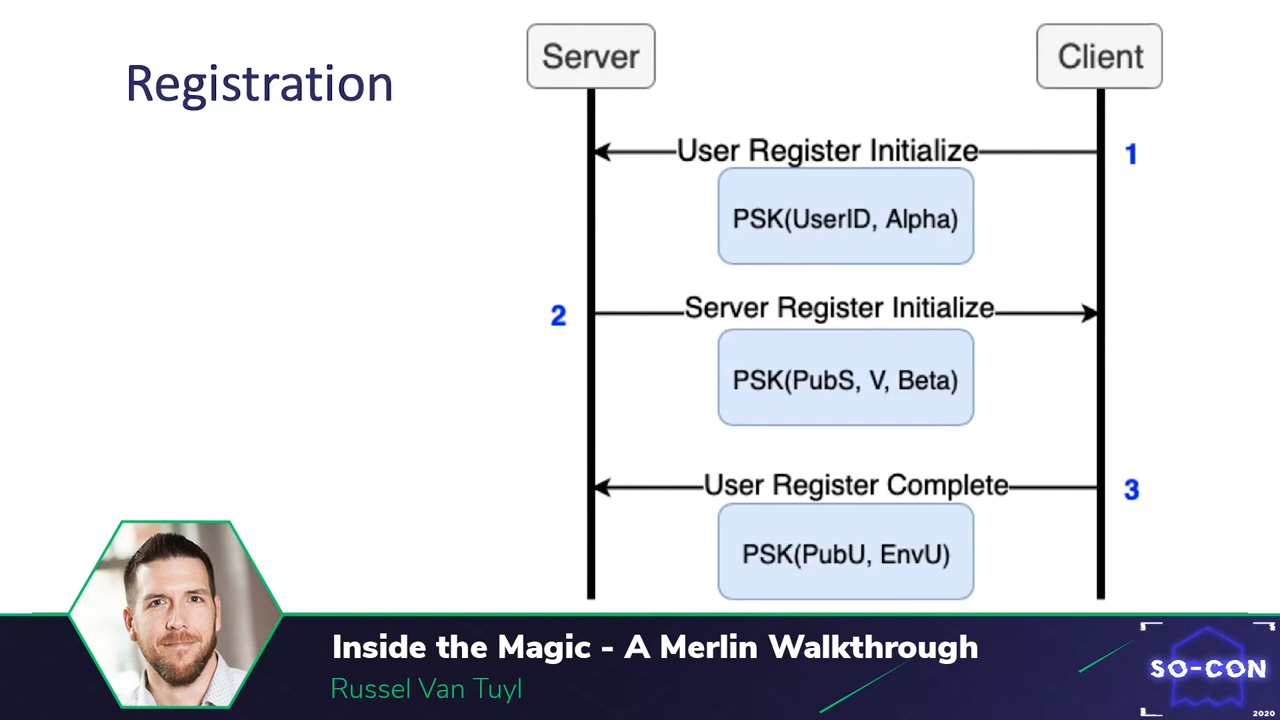 Registration
Server
Client
User Register Initialize
1
PSK(UserID, Alpha)
2
Server Register Initialize
PSK(PubS, V, Beta)
User Register Complete
3
PSK(PubU, EnvU)
Inside the Magic - A Merlin Walkthrough
Russel Van Tuyl
SO-CON
2020